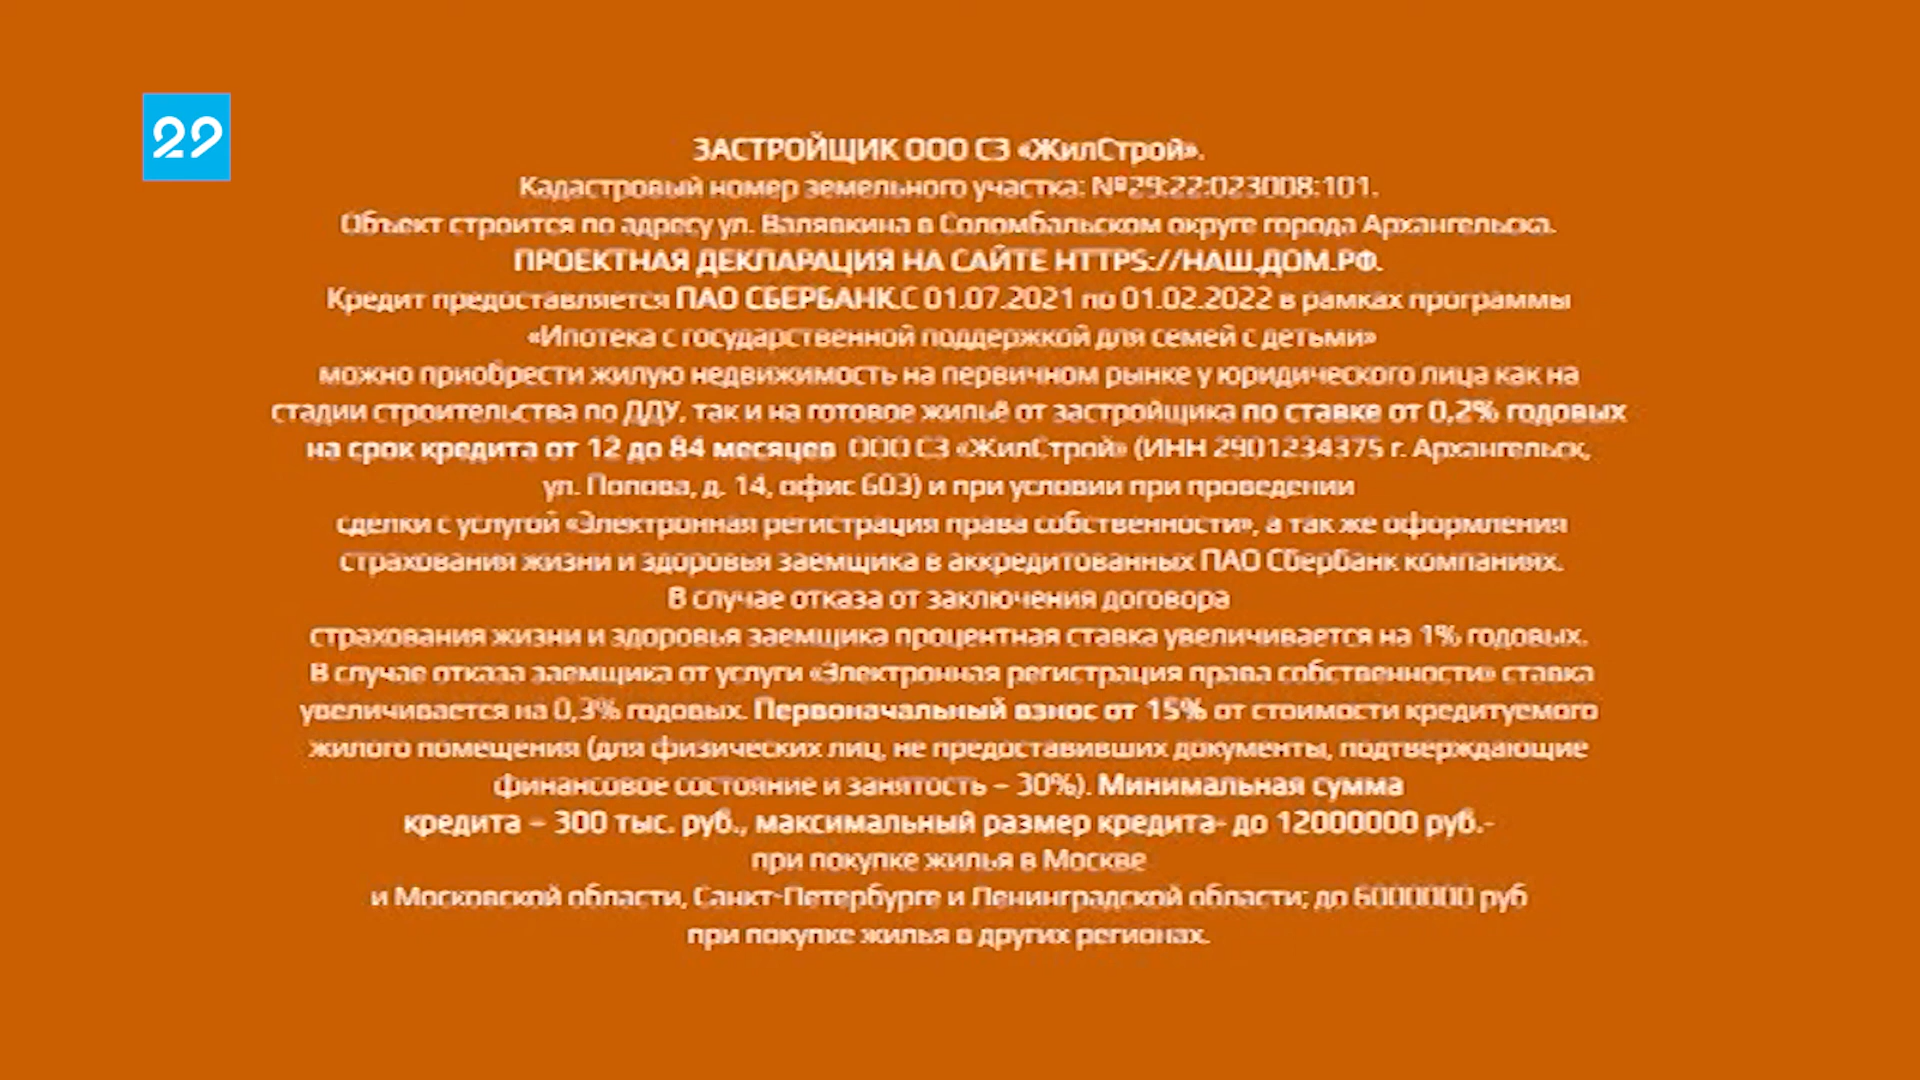 29
ЗАСТРОЙЩИК ООО СЗ «ЖилСтрой».
Кадастровый номер земельного участка: №29:22:023008:101.
Объект строится по адресу ул. Валявкина в Соломбальском округе города Архангельска.
ПРОЕКТНАЯ ДЕКЛАРАЦИЯ НА САЙТЕ HTTPS://НАШ.ДОМ.РФ.
Кредит предоставляется ПАО СБЕРБАНК.С 01.07.2021 по 01.02.2022 в рамках программы
«Ипотека с государственной поддержкой для семей с детьми»
можно приобрести жилую недвижимость на первичном рынке у юридического лица как на
стадии строительства по ДДУ, так и на готовое жильё от застройщика по ставке от 0,2% годовых
на срок кредита от 12 до 84 месяцев ООО СЗ «ЖилСтрой» (ИНН 2901234375 г. Архангельск,
ул. Попова, д. 14, офис 603) и при условии при проведении
сделки с услугой «Электронная регистрация права собственности», а так же оформления
страхования жизни и здоровья заемщика в аккредитованных ПАО Сбербанк компаниях.
В случае отказа от заключения договора
страхования жизни и здоровья заемщика процентная ставка увеличивается на 1% годовых.
В случае отказа заемщика от услуги «Электронная регистрация права собственности» ставка
увеличивается на 0,3% годовых. Первоначальный взнос от 15% от стоимости кредитуемого
жилого помещения (для физических лиц, не предоставивших документы, подтверждающие
финансовое состояние и занятость – 30%). Минимальная сумма
кредита – 300 тыс. руб., максимальный размер кредита- до 12000000 руб.-
при покупке жилья в Москве
и Московской области, Санкт-Петербурге и Ленинградской области; до 6000000 руб
при покупке жилья в других регионах.